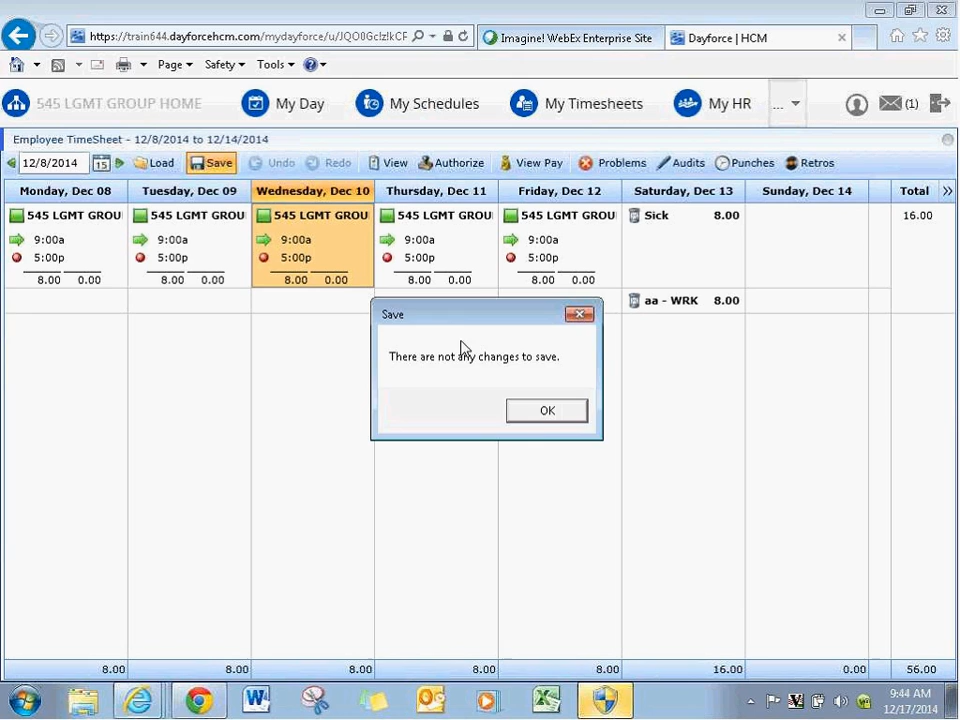 https://train644.dayforcehcm.com/mydayforce/u/JQO0Gclzlk
Imagine! WebEx Enterprise Site
Dayforce | HCM
Page
Safety
Tools
545 LGMT GROUP HOME
My Day
My Schedules
My Timesheets
My HR
...
(1)
Employee TimeSheet - 12/8/2014 to 12/14/2014
12/8/2014
15
Load
Save
Undo
Redo
View
Authorize
View Pay
Problems
Audits
Punches
Retros
Monday, Dec 08
Tuesday, Dec 09
Wednesday, Dec 10
Thursday, Dec 11
Friday, Dec 12
Saturday, Dec 13
Sunday, Dec 14
Total
545 LGMT GROU
545 LGMT GROU
545 LGMT GROU
545 LGMT GROU
545 LGMT GROU
Sick 8.00
16.00
9:00a
9:00a
9:00a
9:00a
9:00a
5:00p
5:00p
5:00p
5:00p
5:00p
8.00 0.00
8.00 0.00
8.00 0.00
8.00 0.00
8.00 0.00
aa - WRK 8.00
Save
There are not any changes to save.
OK
8.00
8.00
8.00
8.00
8.00
16.00
0.00
56.00
9:44 AM
12/17/2014